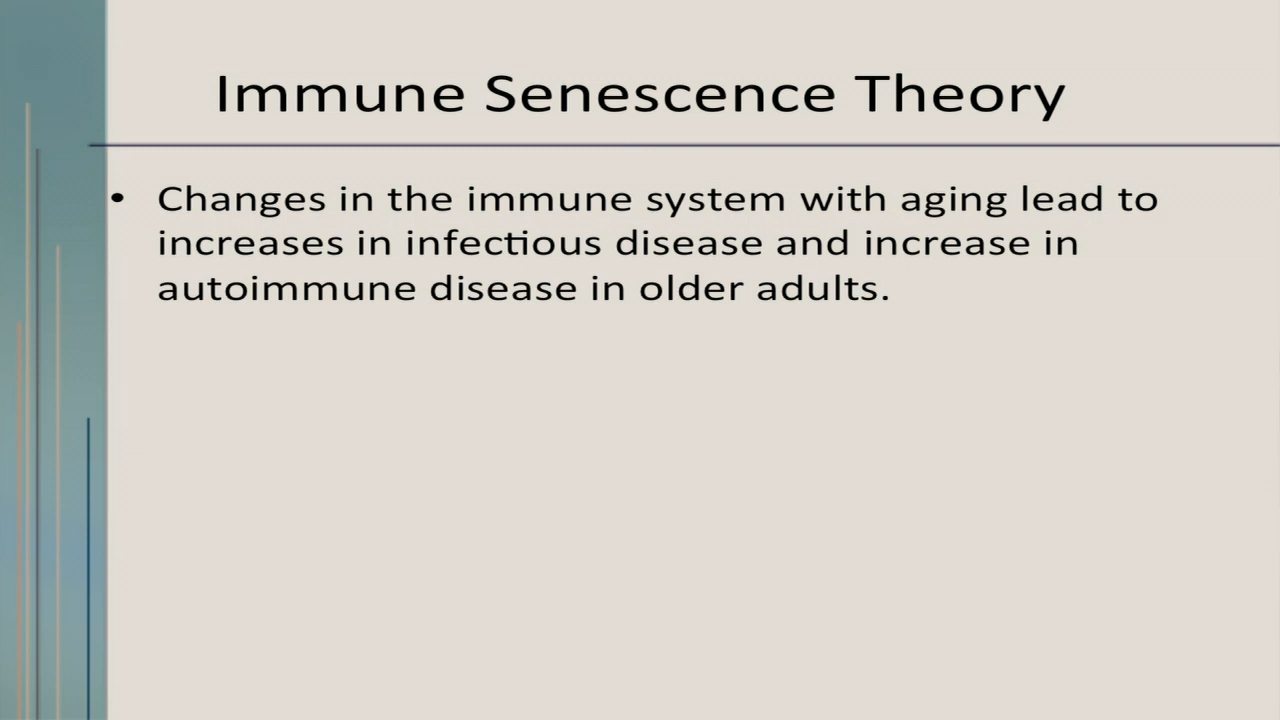 Immune Senescence Theory
• Changes in the immune system with aging lead to
increases in infectious disease and increase in
autoimmune disease in older adults.